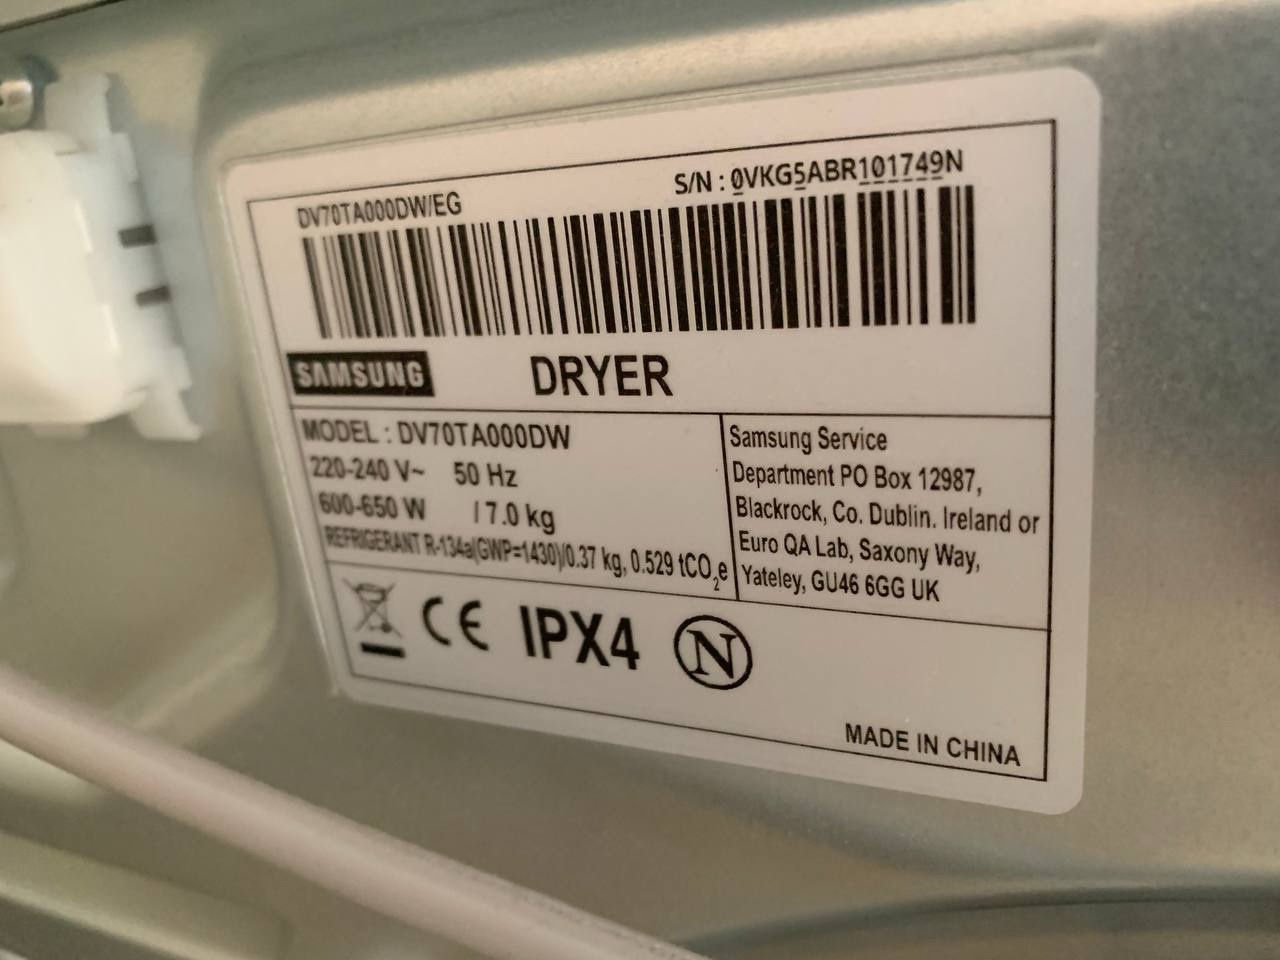 DV70TA000DW/EG
S/N : 0VKG5ABR101749N
SAMSUNG
DRYER
MODEL : DV70TA000DW
220-240 V~ 50 Hz
600-650 W / 7.0 kg
REFRIGERANT R-134a(GWP=1430)/0.37 kg, 0.529 tCO₂e
Samsung Service
Department PO Box 12987,
Blackrock, Co. Dublin. Ireland or
Euro QA Lab, Saxony Way,
Yateley, GU46 6GG UK
CE IPX4 N
MADE IN CHINA